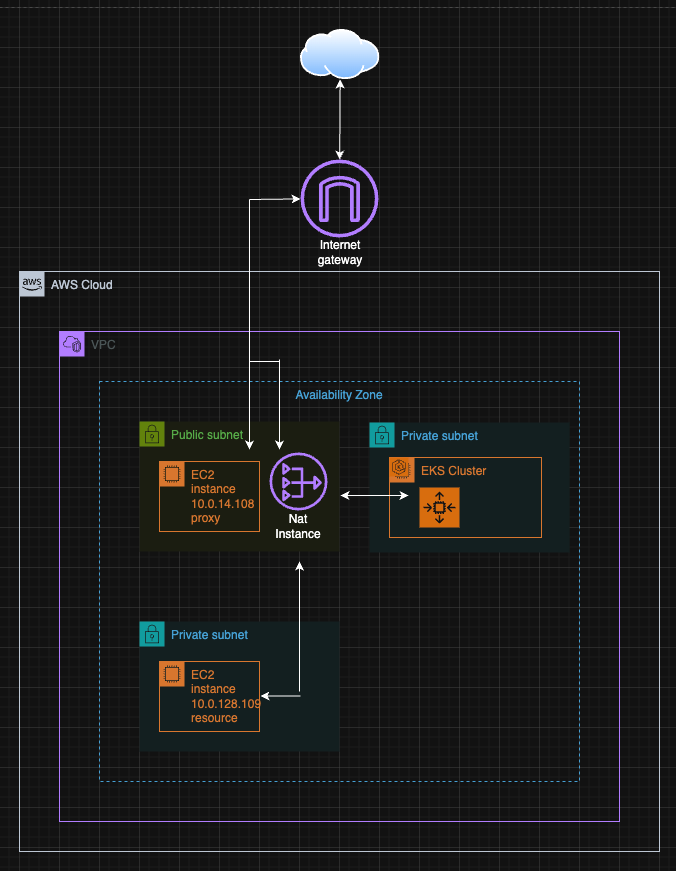 Internet
gateway
aws
AWS Cloud
VPC
Availability Zone
Public subnet
Private subnet
EC2
instance
10.0.14.108
proxy
Nat
Instance
EKS Cluster
Private subnet
EC2
instance
10.0.128.109
resource